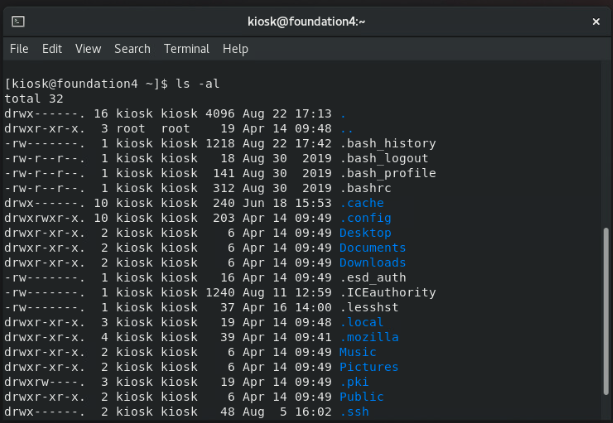 kiosk@foundation4:~
File Edit View Search Terminal Help
[kiosk@foundation4 ~]$ ls -al
total 32
drwx------. 16 kiosk kiosk 4096 Aug 22 17:13 .
drwxr-xr-x.  3 root  root    19 Apr 14 09:48 ..
-rw-------.  1 kiosk kiosk 1218 Aug 22 17:42 .bash_history
-rw-r--r--.  1 kiosk kiosk   18 Aug 30  2019 .bash_logout
-rw-r--r--.  1 kiosk kiosk  141 Aug 30  2019 .bash_profile
-rw-r--r--.  1 kiosk kiosk  312 Aug 30  2019 .bashrc
drwx------. 10 kiosk kiosk  240 Jun 18 15:53 .cache
drwxrwxr-x. 10 kiosk kiosk  203 Apr 14 09:49 .config
drwxr-xr-x.  2 kiosk kiosk    6 Apr 14 09:49 Desktop
drwxr-xr-x.  2 kiosk kiosk    6 Apr 14 09:49 Documents
drwxr-xr-x.  2 kiosk kiosk    6 Apr 14 09:49 Downloads
-rw-------.  1 kiosk kiosk   16 Apr 14 09:49 .esd_auth
-rw-------.  1 kiosk kiosk 1240 Aug 11 12:59 .ICEauthority
-rw-------.  1 kiosk kiosk   37 Apr 16 14:00 .lesshst
drwxr-xr-x.  3 kiosk kiosk   19 Apr 14 09:48 .local
drwxr-xr-x.  4 kiosk kiosk   39 Apr 14 09:41 .mozilla
drwxr-xr-x.  2 kiosk kiosk    6 Apr 14 09:49 Music
drwxr-xr-x.  2 kiosk kiosk    6 Apr 14 09:49 Pictures
drwxrw----.  3 kiosk kiosk   19 Apr 14 09:49 .pki
drwxr-xr-x.  2 kiosk kiosk    6 Apr 14 09:49 Public
drwx------.  2 kiosk kiosk   48 Aug  5 16:02 .ssh